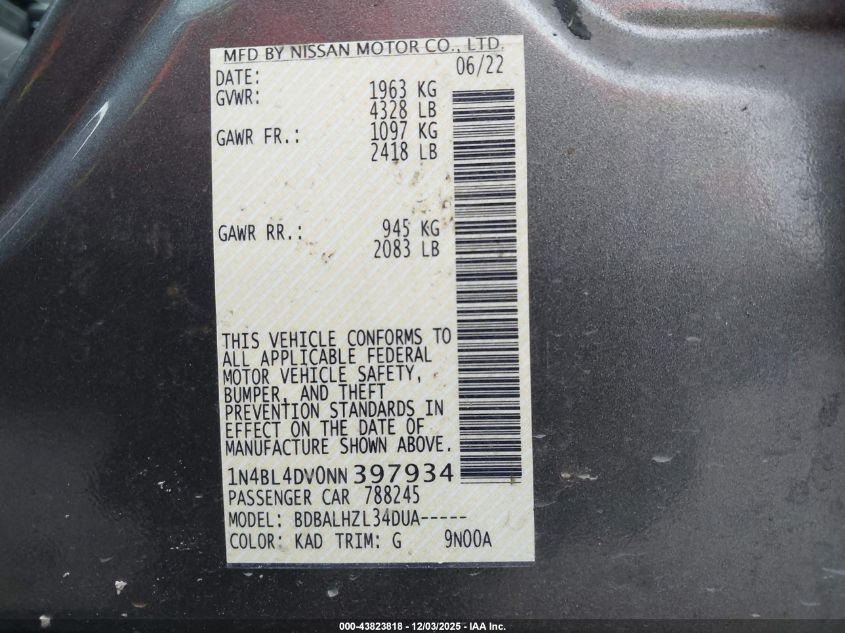 MFD BY NISSAN MOTOR CO., LTD.
DATE: 06/22
GVWR: 1963 KG
4328 LB
GAWR FR.: 1097 KG
2418 LB
GAWR RR.: 945 KG
2083 LB
THIS VEHICLE CONFORMS TO
ALL APPLICABLE FEDERAL
MOTOR VEHICLE SAFETY,
BUMPER, AND THEFT
PREVENTION STANDARDS IN
EFFECT ON THE DATE OF
MANUFACTURE SHOWN ABOVE.
1N4BL4DV0NN397934
PASSENGER CAR 788245
MODEL: BDBALHZL34DUA-----
COLOR: KAD TRIM: G 9N00A
000-43823818 - 12/03/2025 - IAA Inc.